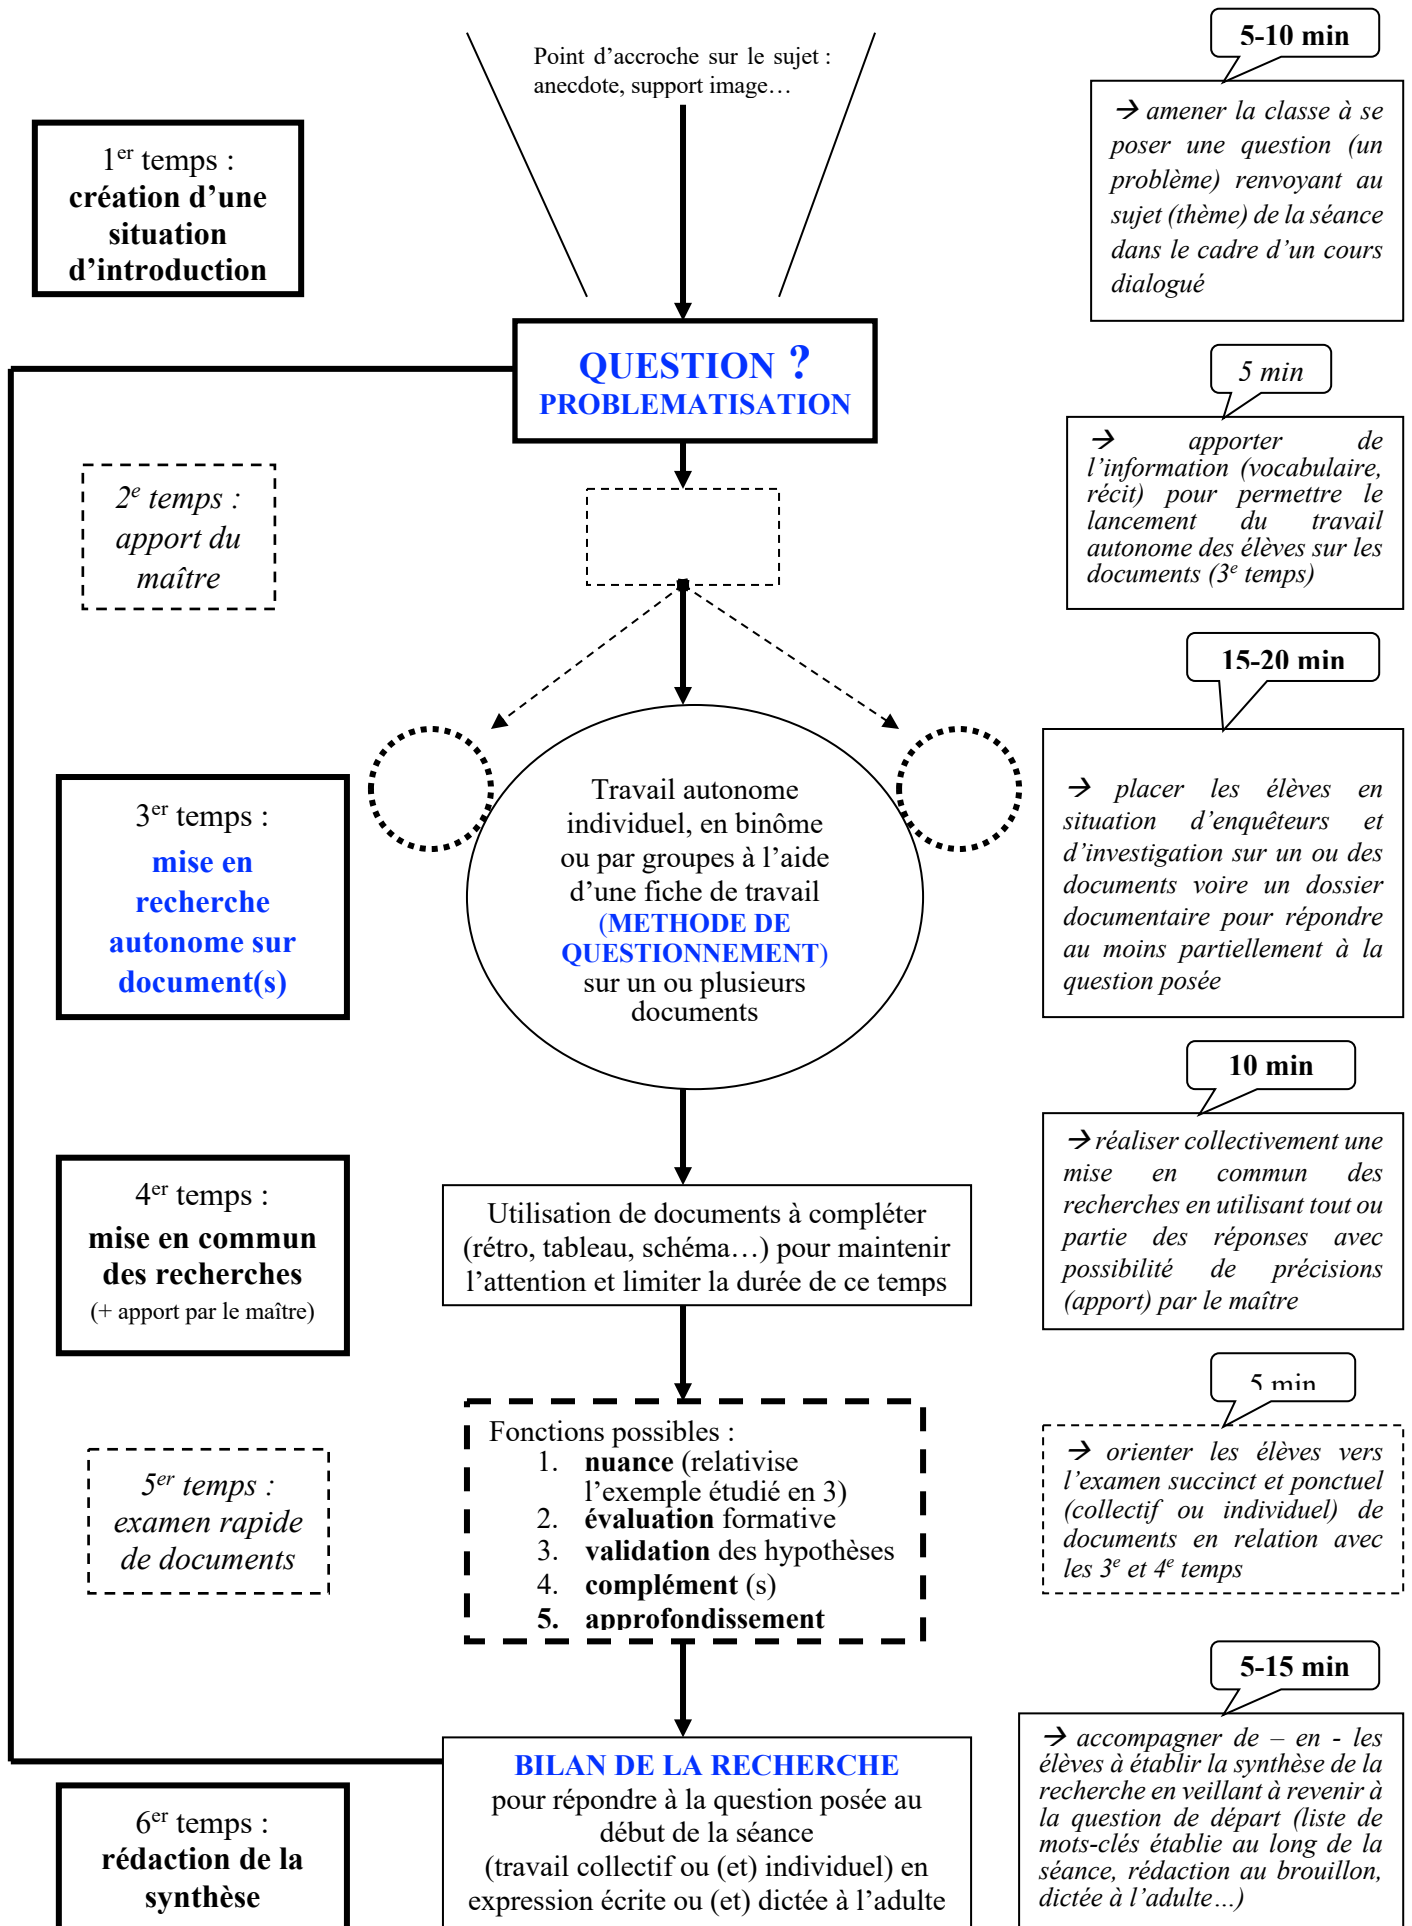 Point d’accroche sur le sujet :
anecdote, support image…
5-10 min
→ amener la classe à se
poser une question (un
problème) renvoyant au
sujet (thème) de la séance
dans le cadre d’un cours
dialogué
1er temps :
création d’une
situation
d’introduction
QUESTION ?
PROBLEMATISATION
5 min
→ apporter de
l’information (vocabulaire,
récit) pour permettre le
lancement du travail
autonome des élèves sur les
documents (3e temps)
2e temps :
apport du
maître
15-20 min
→ placer les élèves en
situation d’enquêteurs et
d’investigation sur un ou des
documents voire un dossier
documentaire pour répondre
au moins partiellement à la
question posée
3er temps :
mise en
recherche
autonome sur
document(s)
Travail autonome
individuel, en binôme
ou par groupes à l’aide
d’une fiche de travail
(METHODE DE
QUESTIONNEMENT)
sur un ou plusieurs
documents
10 min
→ réaliser collectivement une
mise en commun des
recherches en utilisant tout ou
partie des réponses avec
possibilité de précisions
(apport) par le maître
4er temps :
mise en commun
des recherches
(+ apport par le maître)
Utilisation de documents à compléter
(rétro, tableau, schéma…) pour maintenir
l’attention et limiter la durée de ce temps
5 min
→ orienter les élèves vers
l’examen succinct et ponctuel
(collectif ou individuel) de
documents en relation avec
les 3e et 4e temps
5er temps :
examen rapide
de documents
Fonctions possibles :
1. nuance (relativise
l’exemple étudié en 3)
2. évaluation formative
3. validation des hypothèses
4. complément (s)
5. approfondissement
5-15 min
→ accompagner de – en - les
élèves à établir la synthèse de la
recherche en veillant à revenir à
la question de départ (liste de
mots-clés établie au long de la
séance, rédaction au brouillon,
dictée à l’adulte…)
6er temps :
rédaction de la
synthèse
BILAN DE LA RECHERCHE
pour répondre à la question posée au
début de la séance
(travail collectif ou (et) individuel) en
expression écrite ou (et) dictée à l’adulte